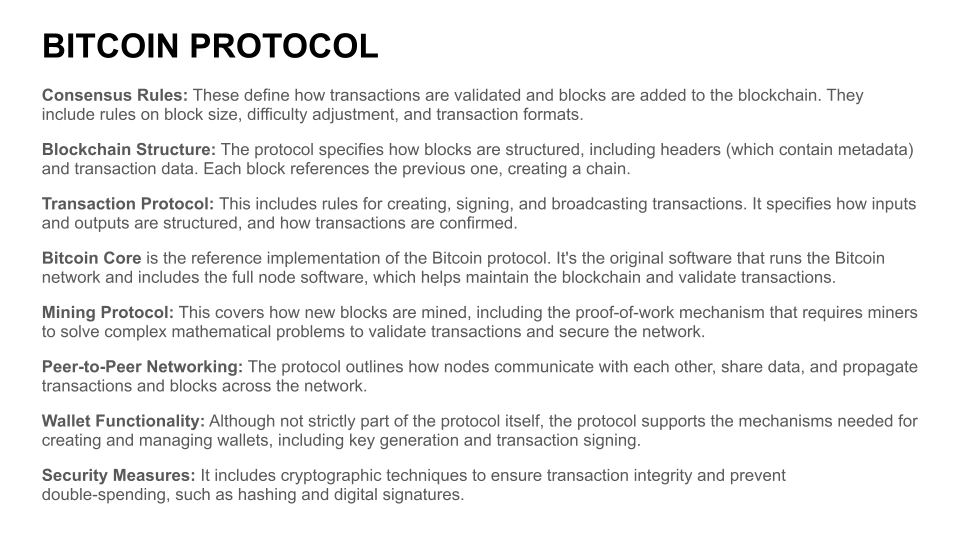 BITCOIN PROTOCOL
Consensus Rules: These define how transactions are validated and blocks are added to the blockchain. They
include rules on block size, difficulty adjustment, and transaction formats.
Blockchain Structure: The protocol specifies how blocks are structured, including headers (which contain metadata)
and transaction data. Each block references the previous one, creating a chain.
Transaction Protocol: This includes rules for creating, signing, and broadcasting transactions. It specifies how inputs
and outputs are structured, and how transactions are confirmed.
Bitcoin Core is the reference implementation of the Bitcoin protocol. It's the original software that runs the Bitcoin
network and includes the full node software, which helps maintain the blockchain and validate transactions.
Mining Protocol: This covers how new blocks are mined, including the proof-of-work mechanism that requires miners
to solve complex mathematical problems to validate transactions and secure the network.
Peer-to-Peer Networking: The protocol outlines how nodes communicate with each other, share data, and propagate
transactions and blocks across the network.
Wallet Functionality: Although not strictly part of the protocol itself, the protocol supports the mechanisms needed for
creating and managing wallets, including key generation and transaction signing.
Security Measures: It includes cryptographic techniques to ensure transaction integrity and prevent
double-spending, such as hashing and digital signatures.